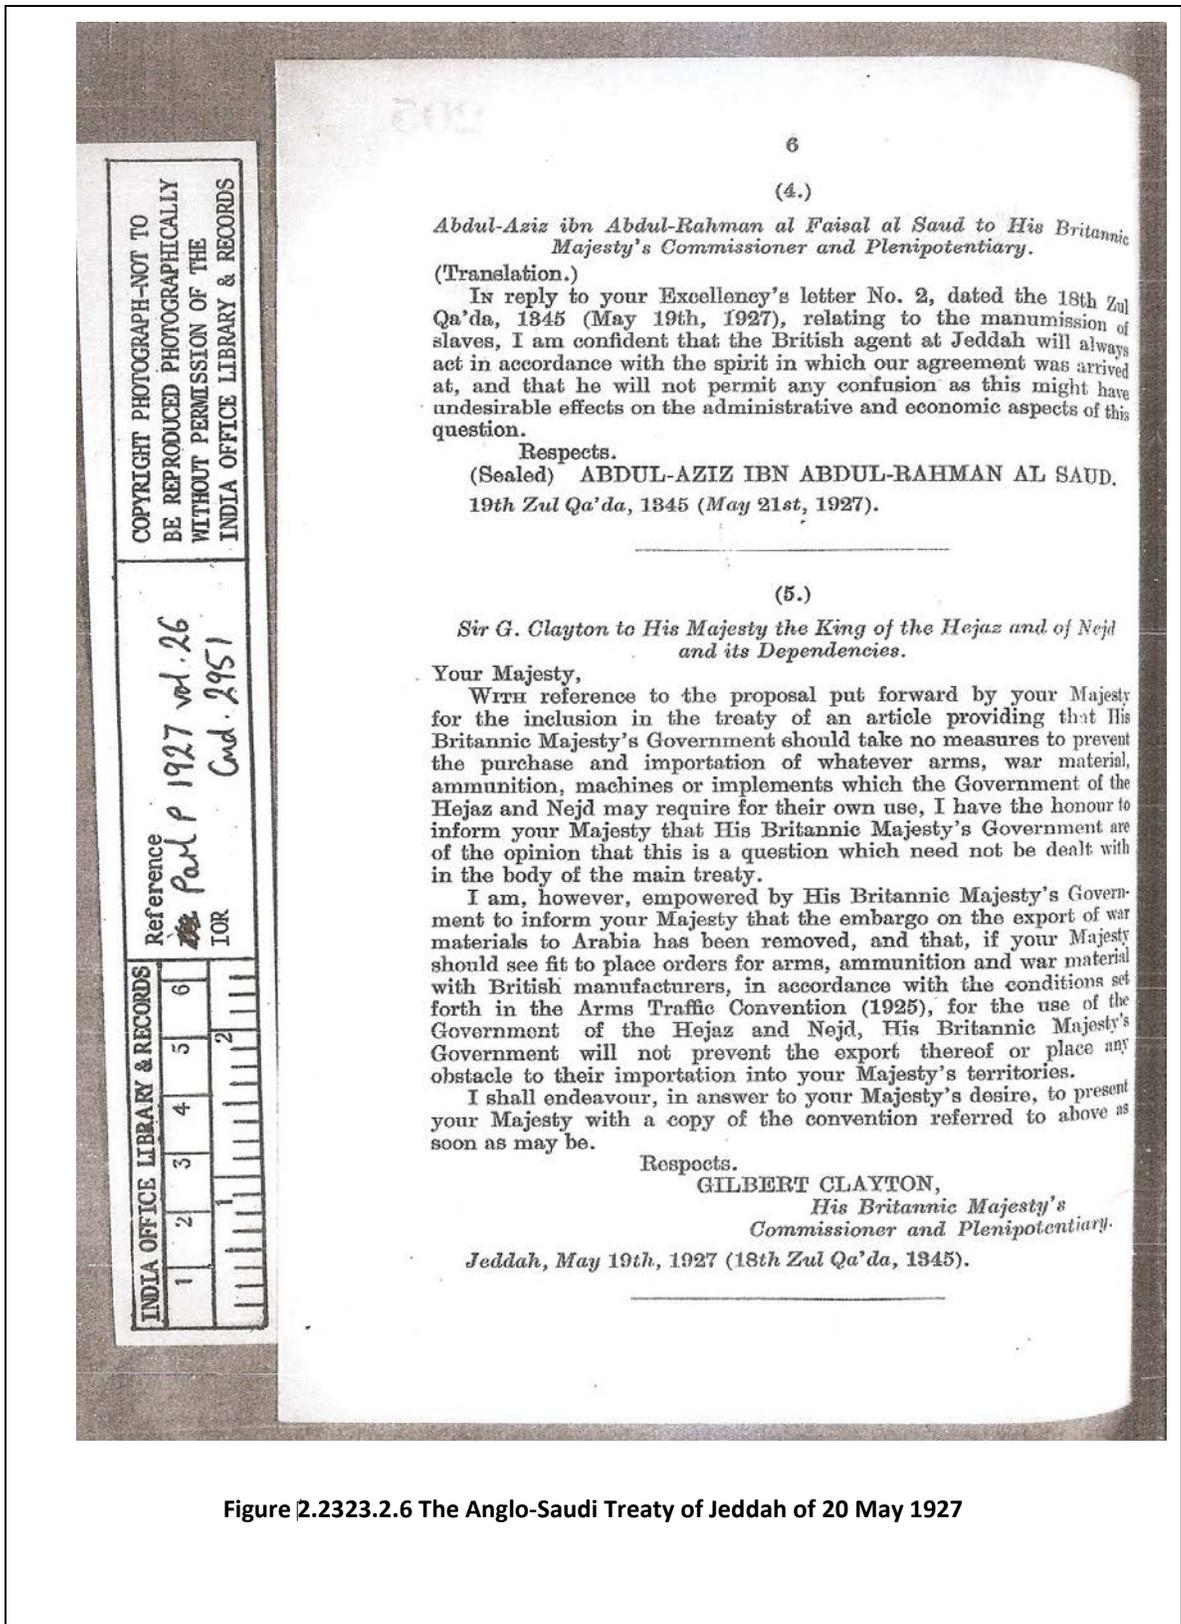 COPYRIGHT PHOTOGRAPH-NOT TO
BE REPRODUCED PHOTOGRAPHICALLY
WITHOUT PERMISSION OF THE
INDIA OFFICE LIBRARY & RECORDS
Reference
Parl P 1927 vol. 26
IOR
Cmd. 2951
INDIA OFFICE LIBRARY & RECORDS
1 2 3 4 5 6
1 2
6
(4.)
Abdul-Aziz ibn Abdul-Rahman al Faisal al Saud to His Britannic
Majesty's Commissioner and Plenipotentiary.
(Translation.)
IN reply to your Excellency's letter No. 2, dated the 18th Zul
Qa'da, 1345 (May 19th, 1927), relating to the manumission of
slaves, I am confident that the British agent at Jeddah will always
act in accordance with the spirit in which our agreement was arrived
at, and that he will not permit any confusion as this might have
undesirable effects on the administrative and economic aspects of this
question.
Respects.
(Sealed) ABDUL-AZIZ IBN ABDUL-RAHMAN AL SAUD.
19th Zul Qa'da, 1345 (May 21st, 1927).
(5.)
Sir G. Clayton to His Majesty the King of the Hejaz and of Nejd
and its Dependencies.
Your Majesty,
WITH reference to the proposal put forward by your Majesty
for the inclusion in the treaty of an article providing that His
Britannic Majesty's Government should take no measures to prevent
the purchase and importation of whatever arms, war material,
ammunition, machines or implements which the Government of the
Hejaz and Nejd may require for their own use, I have the honour to
inform your Majesty that His Britannic Majesty's Government are
of the opinion that this is a question which need not be dealt with
in the body of the main treaty.
I am, however, empowered by His Britannic Majesty's Govern-
ment to inform your Majesty that the embargo on the export of war
materials to Arabia has been removed, and that, if your Majesty
should see fit to place orders for arms, ammunition and war material
with British manufacturers, in accordance with the conditions set
forth in the Arms Traffic Convention (1925), for the use of the
Government of the Hejaz and Nejd, His Britannic Majesty's
Government will not prevent the export thereof or place any
obstacle to their importation into your Majesty's territories.
I shall endeavour, in answer to your Majesty's desire, to present
your Majesty with a copy of the convention referred to above as
soon as may be.
Respects.
GILBERT CLAYTON,
His Britannic Majesty's
Commissioner and Plenipotentiary.
Jeddah, May 19th, 1927 (18th Zul Qa'da, 1345).
Figure 2.2323.2.6 The Anglo-Saudi Treaty of Jeddah of 20 May 1927